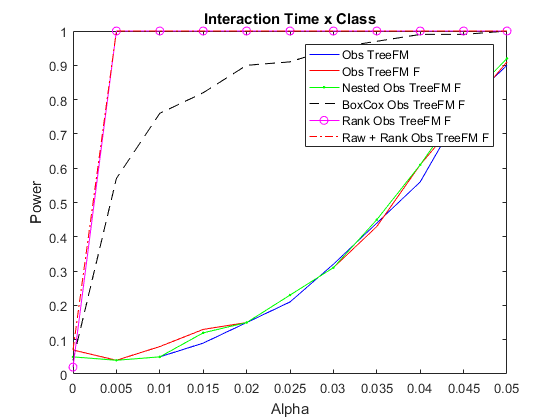 Interaction Time x Class
1
0.9
0.8
0.7
0.6
0.5
0.4
0.3
0.2
0.1
0
Power
Obs TreeFM
Obs TreeFM F
Nested Obs TreeFM F
BoxCox Obs TreeFM F
Rank Obs TreeFM F
Raw + Rank Obs TreeFM F
0 0.005 0.01 0.015 0.02 0.025 0.03 0.035 0.04 0.045 0.05
Alpha